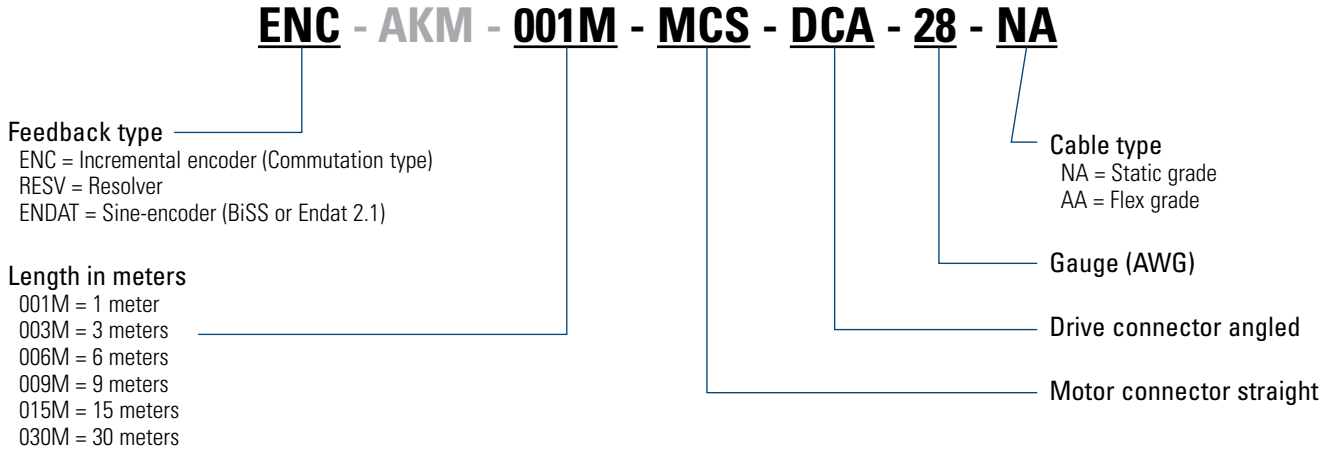 ENC - AKM - 001M - MCS - DCA - 28 - NA
Feedback type
ENC = Incremental encoder (Commutation type)
RESV = Resolver
ENDAT = Sine-encoder (BiSS or Endat 2.1)
Length in meters
001M = 1 meter
003M = 3 meters
006M = 6 meters
009M = 9 meters
015M = 15 meters
030M = 30 meters
Cable type
NA = Static grade
AA = Flex grade
Gauge (AWG)
Drive connector angled
Motor connector straight